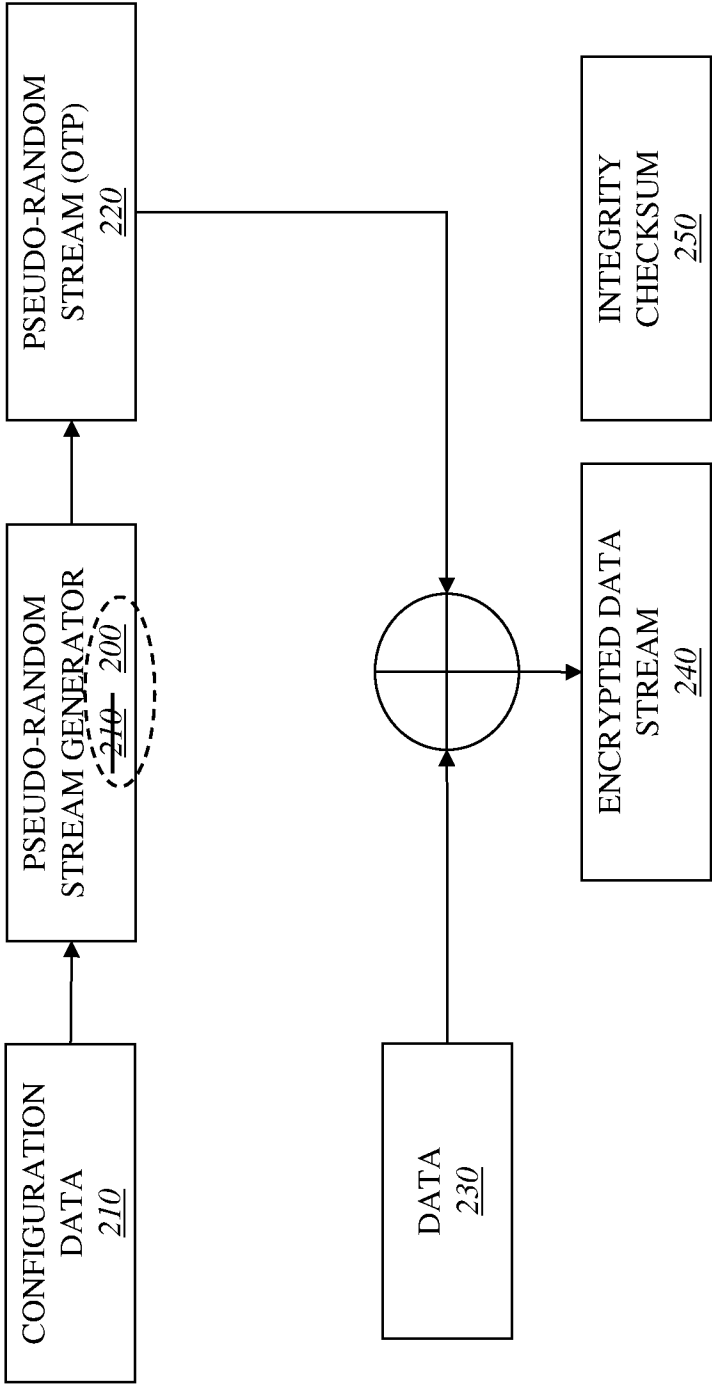 CONFIGURATION
DATA
210
PSEUDO-RANDOM
STREAM GENERATOR
210 200
PSEUDO-RANDOM
STREAM (OTP)
220
DATA
230
ENCRYPTED DATA
STREAM
240
INTEGRITY
CHECKSUM
250